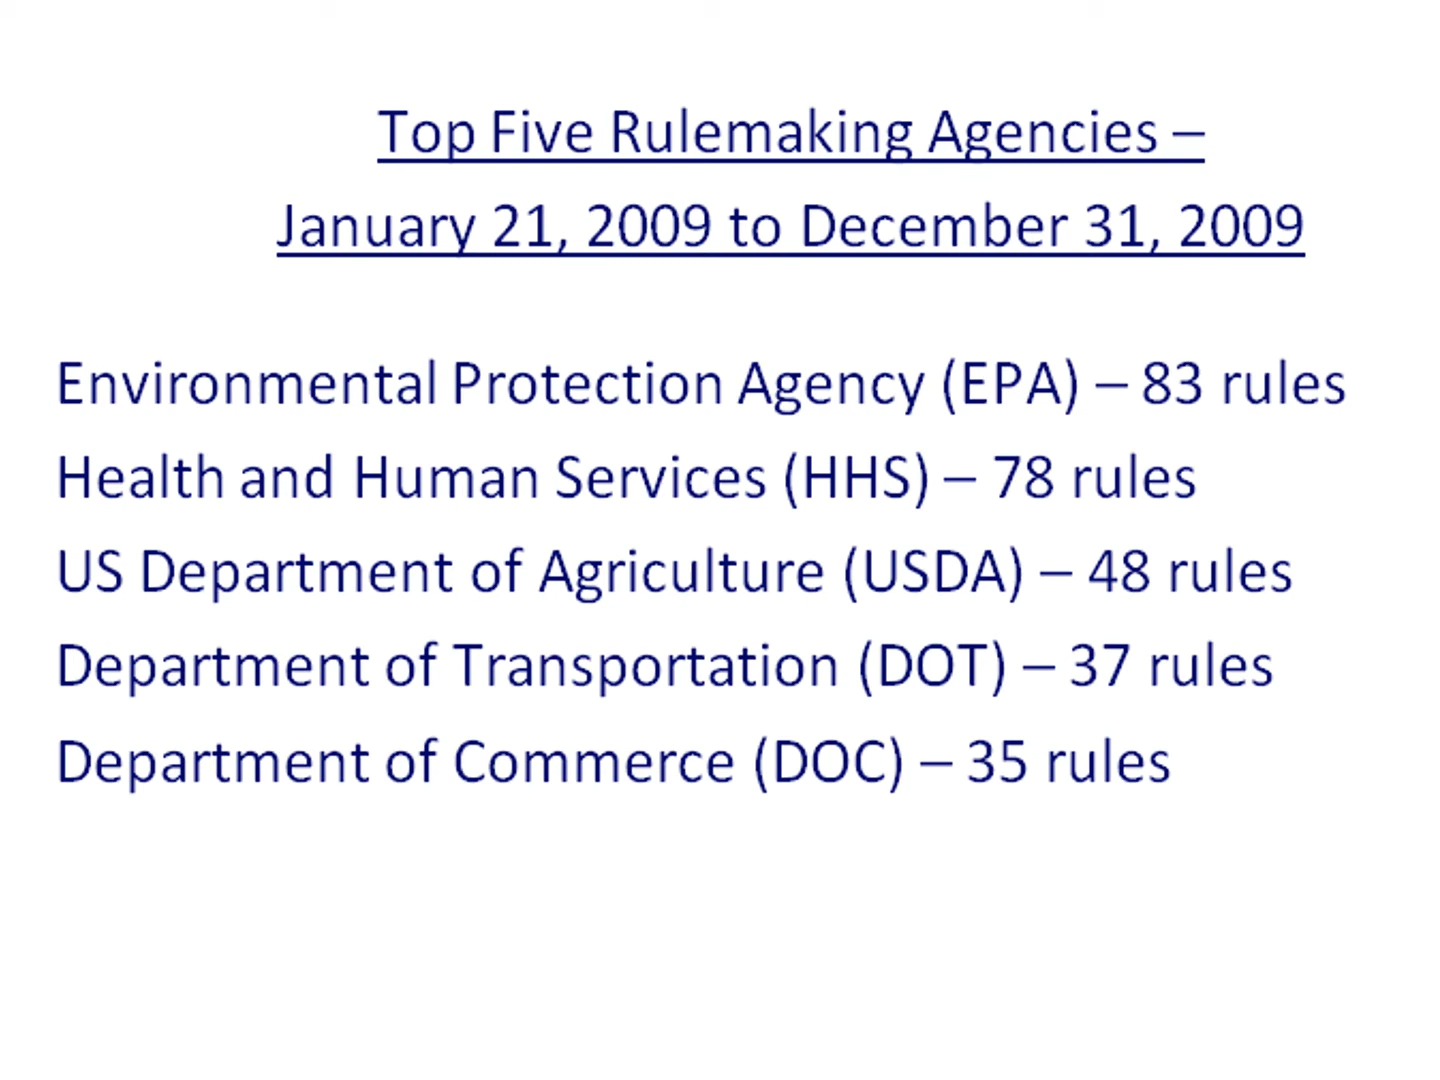 Top Five Rulemaking Agencies –
January 21, 2009 to December 31, 2009
Environmental Protection Agency (EPA) – 83 rules
Health and Human Services (HHS) – 78 rules
US Department of Agriculture (USDA) – 48 rules
Department of Transportation (DOT) – 37 rules
Department of Commerce (DOC) – 35 rules